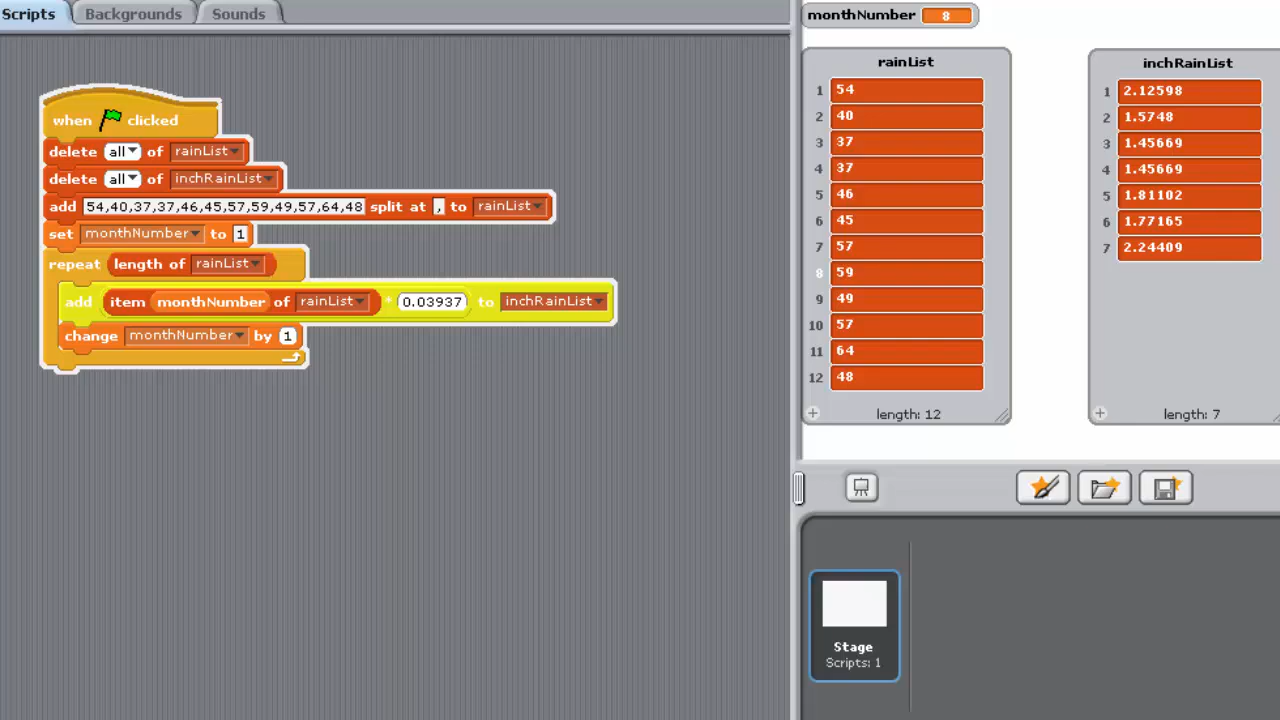 Scripts
Backgrounds
Sounds
when clicked
delete all of rainList
delete all of inchRainList
add 54,40,37,37,46,45,57,59,49,57,64,48 split at , to rainList
set monthNumber to 1
repeat length of rainList
add item monthNumber of rainList * 0.03937 to inchRainList
change monthNumber by 1
monthNumber 8
rainList
1 54
2 40
3 37
4 37
5 46
6 45
7 57
8 59
9 49
10 57
11 64
12 48
+ length: 12
inchRainList
1 2.12598
2 1.5748
3 1.45669
4 1.45669
5 1.81102
6 1.77165
7 2.24409
+ length: 7
Stage
Scripts: 1